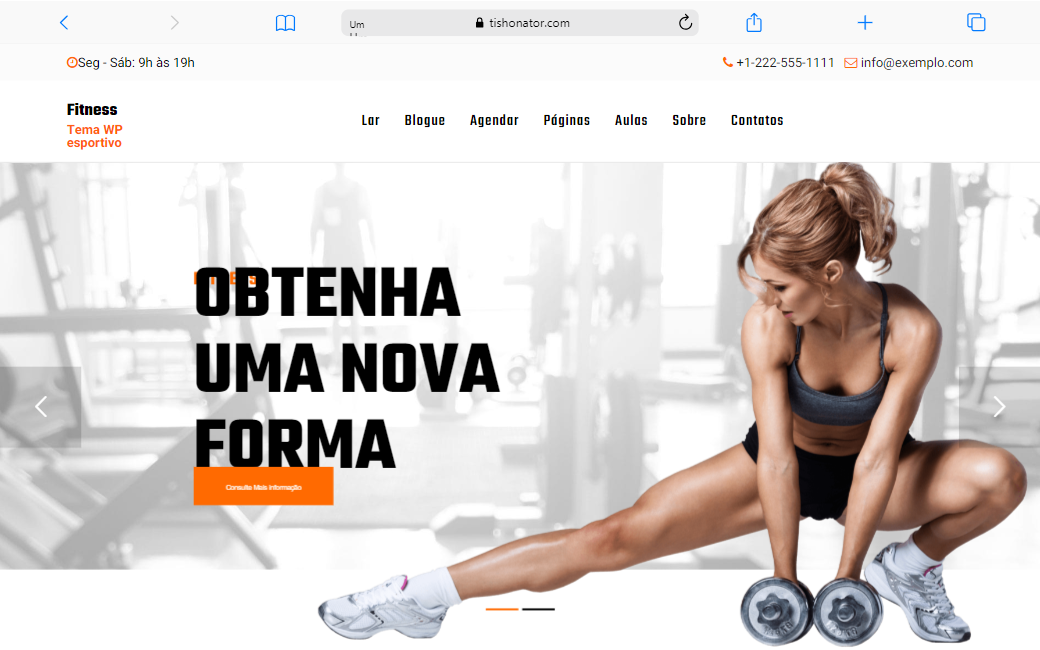 Um
tishonator.com
Seg - Sáb: 9h às 19h
+1-222-555-1111
info@exemplo.com
Fitness
Tema WP
esportivo
Lar
Blogue
Agendar
Páginas
Aulas
Sobre
Contatos
OBTENHA
UMA NOVA
FORMA
Consulte Mais informação